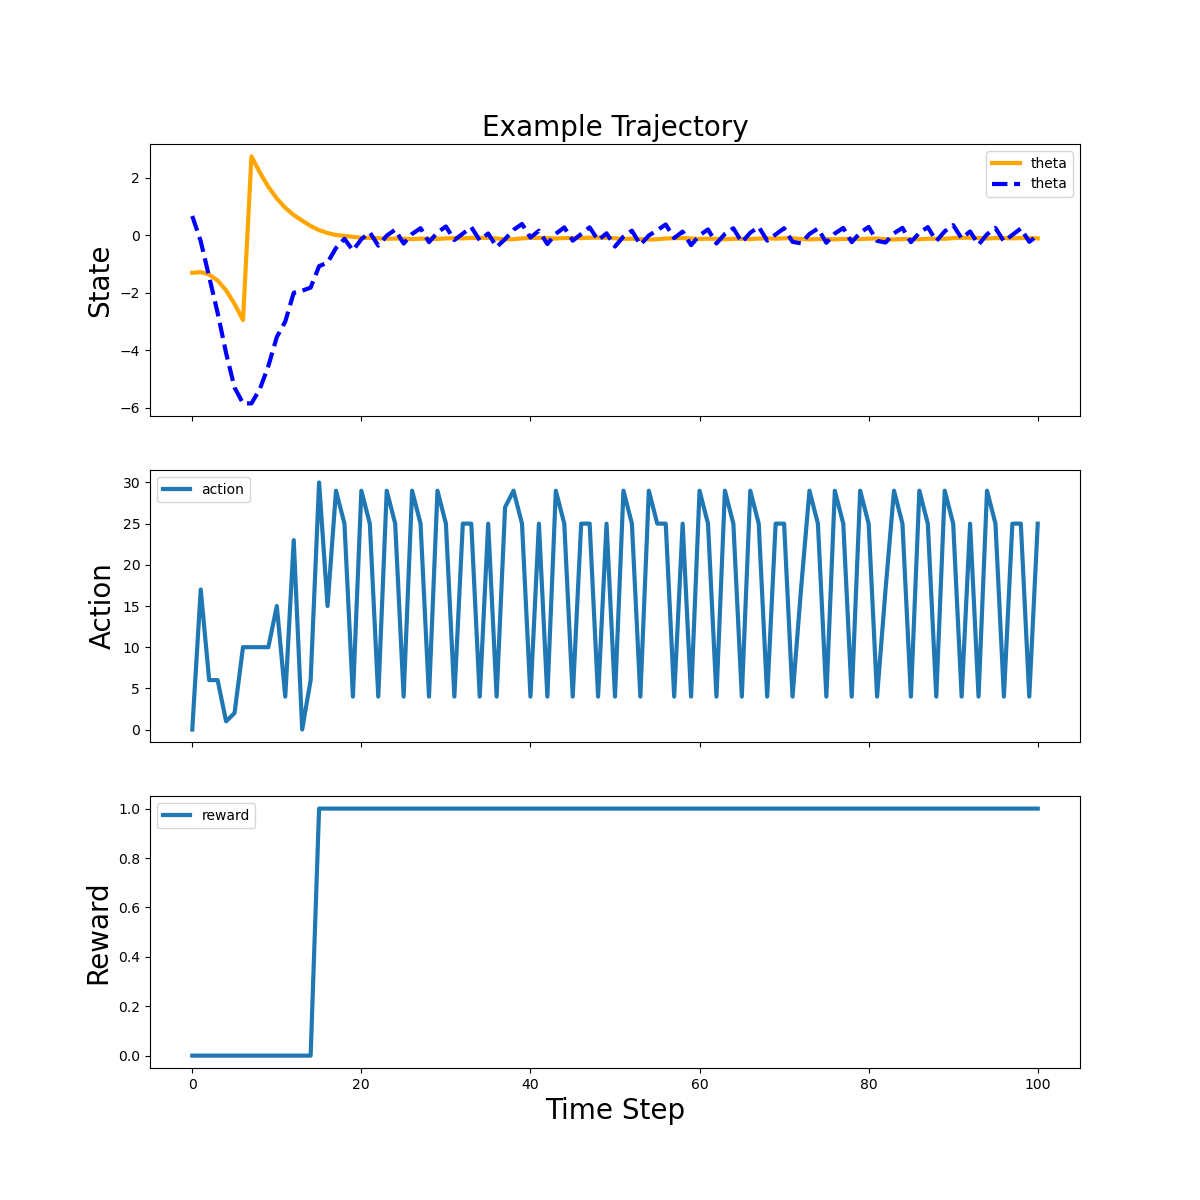 Example Trajectory
State
2
0
−2
−4
−6
theta
theta
Action
30
25
20
15
10
5
0
action
Reward
1.0
0.8
0.6
0.4
0.2
0.0
reward
0 20 40 60 80 100
Time Step